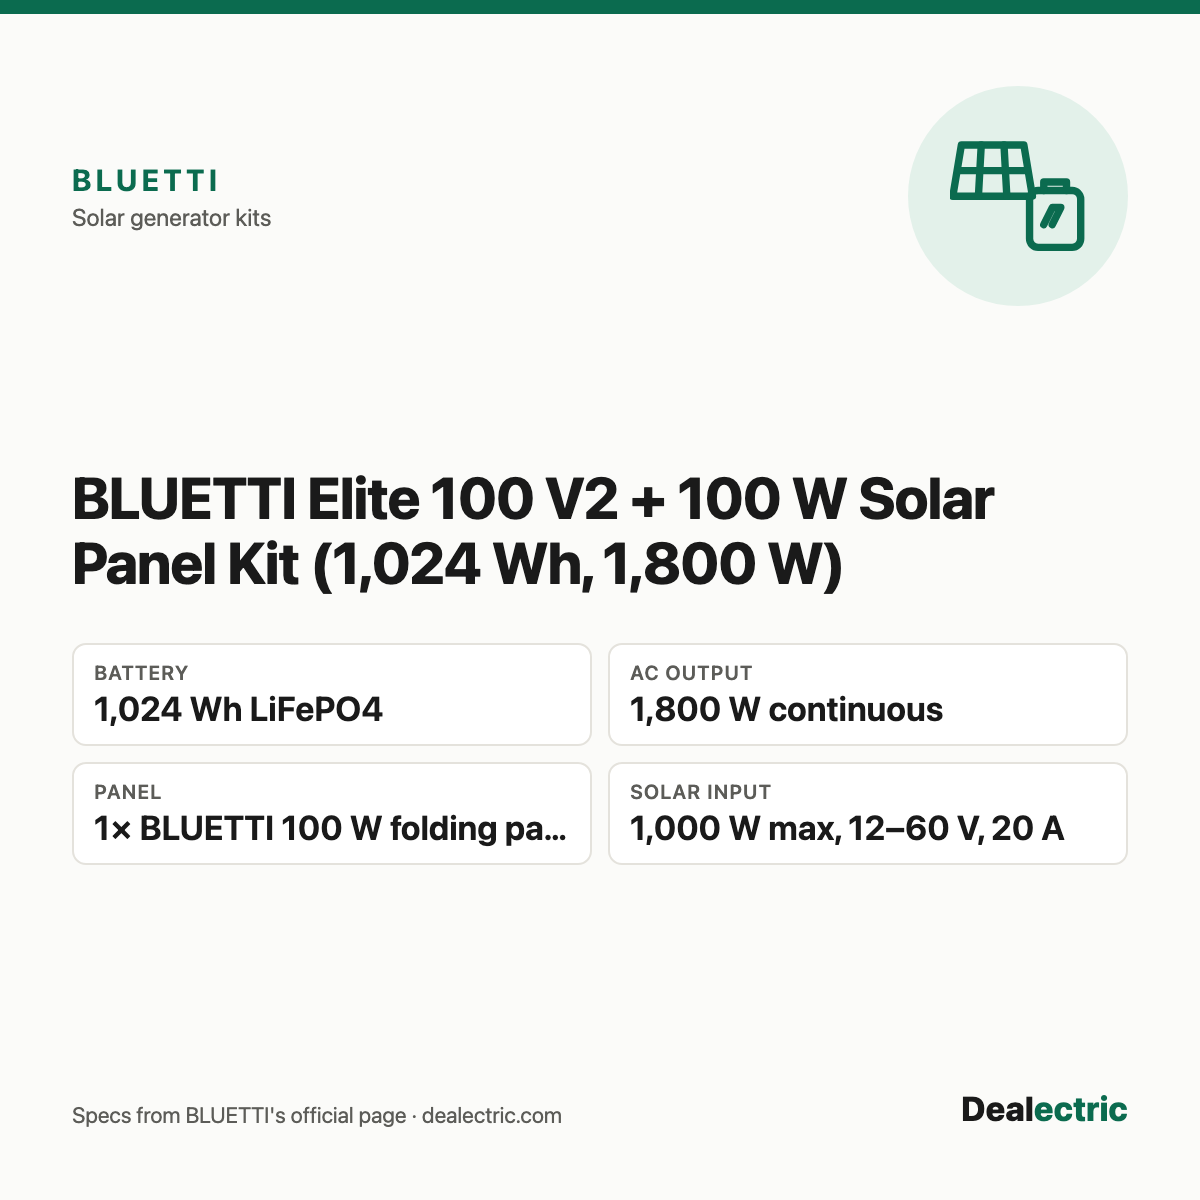 BLUETTI
Solar generator kits
BLUETTI Elite 100 V2 + 100 W Solar
Panel Kit (1,024 Wh, 1,800 W)
BATTERY
1,024 Wh LiFePO4
AC OUTPUT
1,800 W continuous
PANEL
1× BLUETTI 100 W folding pa...
SOLAR INPUT
1,000 W max, 12–60 V, 20 A
Specs from BLUETTI's official page · dealectric.com
Dealectric